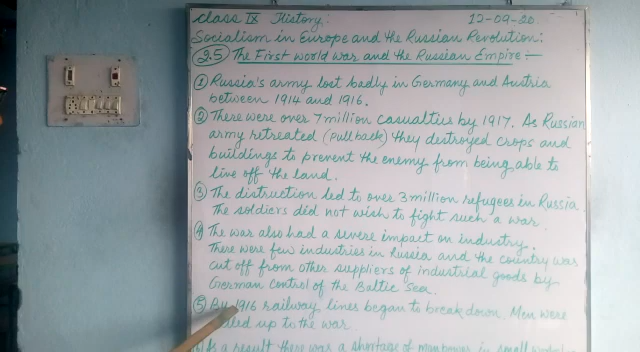 Class IX History: 12-09-20.
Socialism in Europe and the Russian Revolution:
2.5 The First World War and the Russian Empire:-
① Russia's army lost badly in Germany and Austria
between 1914 and 1916.
② There were over 7 million casualties by 1917. As Russian
army retreated (pull back) they destroyed crops and
buildings to prevent the enemy from being able to
live off the land.
③ The distruction led to over 3 million refugees in Russia
The soldiers did not wish to fight such a war.
④ The war also had a severe impact on industry.
There were few industries in Russia and the country was
cut off from other suppliers of industrial goods by
German control of the Baltic Sea.
⑤ By 1916 railway lines began to break down. Men were
up to the war
As a result there was a shortage of manpower in small